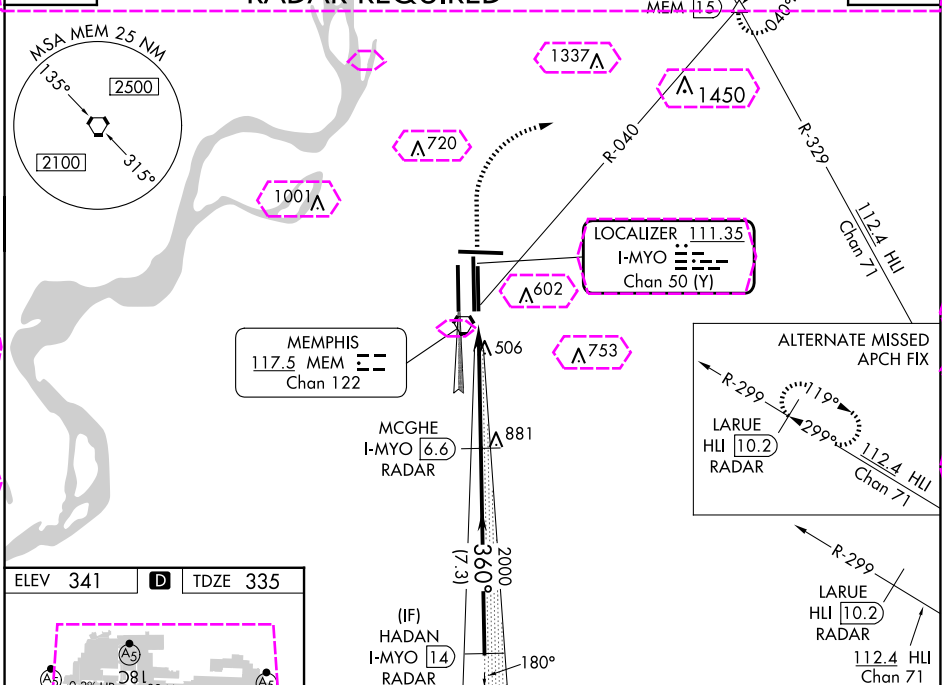 RADAR REQUIRED
MEM 15
040°
MSA MEM 25 NM
135°
2500
2100
315°
1337
1450
720
1001
R-040
R-329
112.4 HLI
Chan 71
LOCALIZER 111.35
I-MYO
Chan 50 (Y)
602
MEMPHIS
117.5 MEM
Chan 122
506
753
ALTERNATE MISSED
APCH FIX
R-299
119°
299°
LARUE
HLI 10.2
RADAR
112.4 HLI
Chan 71
MCGHE
I-MYO 6.6
RADAR
881
360°
(7.3)
2000
R-299
LARUE
HLI 10.2
RADAR
112.4 HLI
Chan 71
(IF)
HADAN
I-MYO 14
RADAR
180°
ELEV 341 D TDZE 335
A5
18C
A5
A5